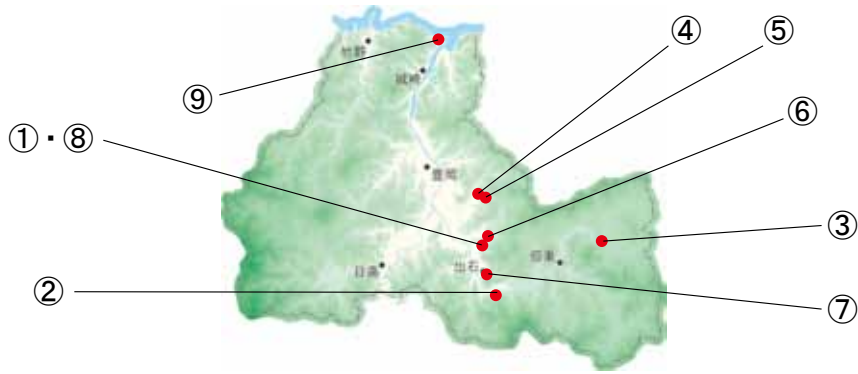 ④
⑤
竹野
城崎
⑨
⑥
①・⑧
豊岡
③
出石
但東
日高
②
⑦